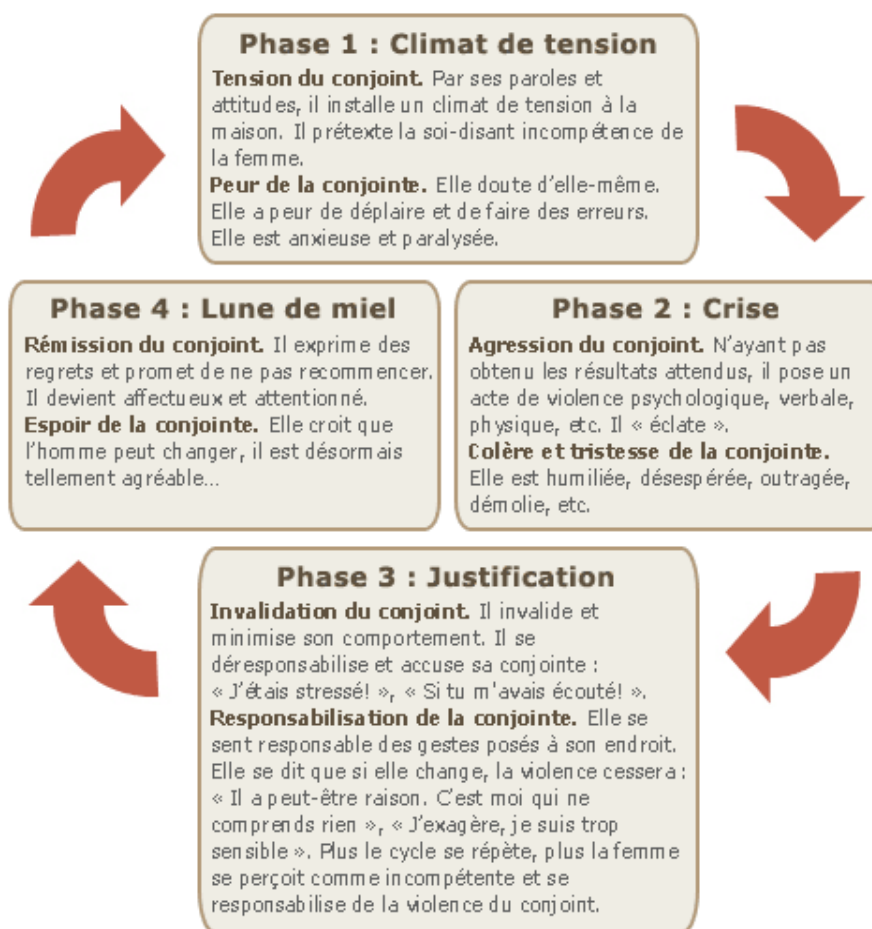 Phase 1 : Climat de tension
Tension du conjoint. Par ses paroles et
attitudes, il installe un climat de tension à la
maison. Il prétexte la soi-disant incompétence de
la femme.
Peur de la conjointe. Elle doute d'elle-même.
Elle a peur de déplaire et de faire des erreurs.
Elle est anxieuse et paralysée.
Phase 2 : Crise
Agression du conjoint. N'ayant pas
obtenu les résultats attendus, il pose un
acte de violence psychologique, verbale,
physique, etc. Il « éclate ».
Colère et tristesse de la conjointe.
Elle est humiliée, désespérée, outragée,
démolie, etc.
Phase 3 : Justification
Invalidation du conjoint. Il invalide et
minimise son comportement. Il se
déresponsabilise et accuse sa conjointe :
« J'étais stressé! », « Si tu m'avais écouté! ».
Responsabilisation de la conjointe. Elle se
sent responsable des gestes posés à son endroit.
Elle se dit que si elle change, la violence cessera :
« Il a peut-être raison. C'est moi qui ne
comprends rien », « J'exagère, je suis trop
sensible ». Plus le cycle se répète, plus la femme
se perçoit comme incompétente et se
responsabilise de la violence du conjoint.
Phase 4 : Lune de miel
Rémission du conjoint. Il exprime des
regrets et promet de ne pas recommencer.
Il devient affectueux et attentionné.
Espoir de la conjointe. Elle croit que
l'homme peut changer, il est désormais
tellement agréable...